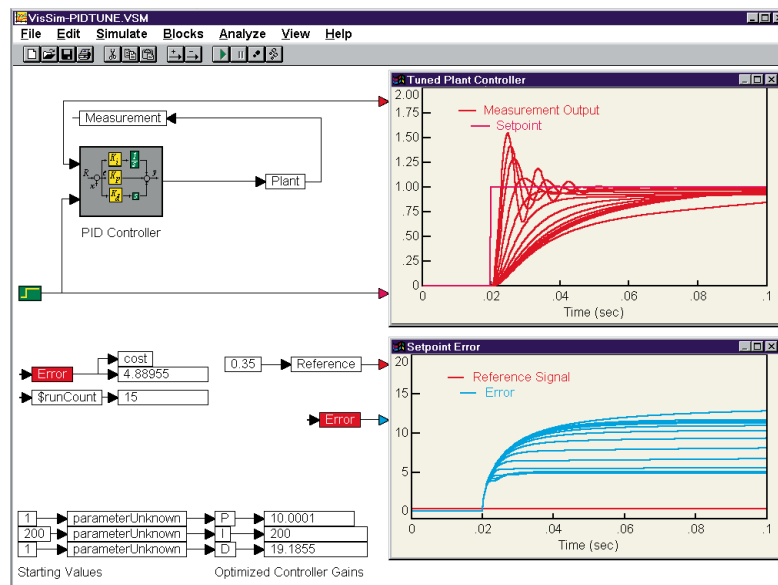 VisSim-PIDTUNE.VSM
File Edit Simulate Blocks Analyze View Help
Measurement
R
x
e
K_i
K_p
K_d
s
y
Plant
PID Controller
Tuned Plant Controller
2.00
1.75
1.50
1.25
1.00
.75
.50
.25
0
Measurement Output
Setpoint
0 .02 .04 .06 .08 .1
Time (sec)
Error
cost
4.88955
$runCount
15
0.35
Reference
Error
Setpoint Error
20
15
10
5
0
Reference Signal
Error
0 .02 .04 .06 .08 .1
Time (sec)
1 parameterUnknown P 10.0001
200 parameterUnknown I 200
1 parameterUnknown D 19.1855
Starting Values Optimized Controller Gains